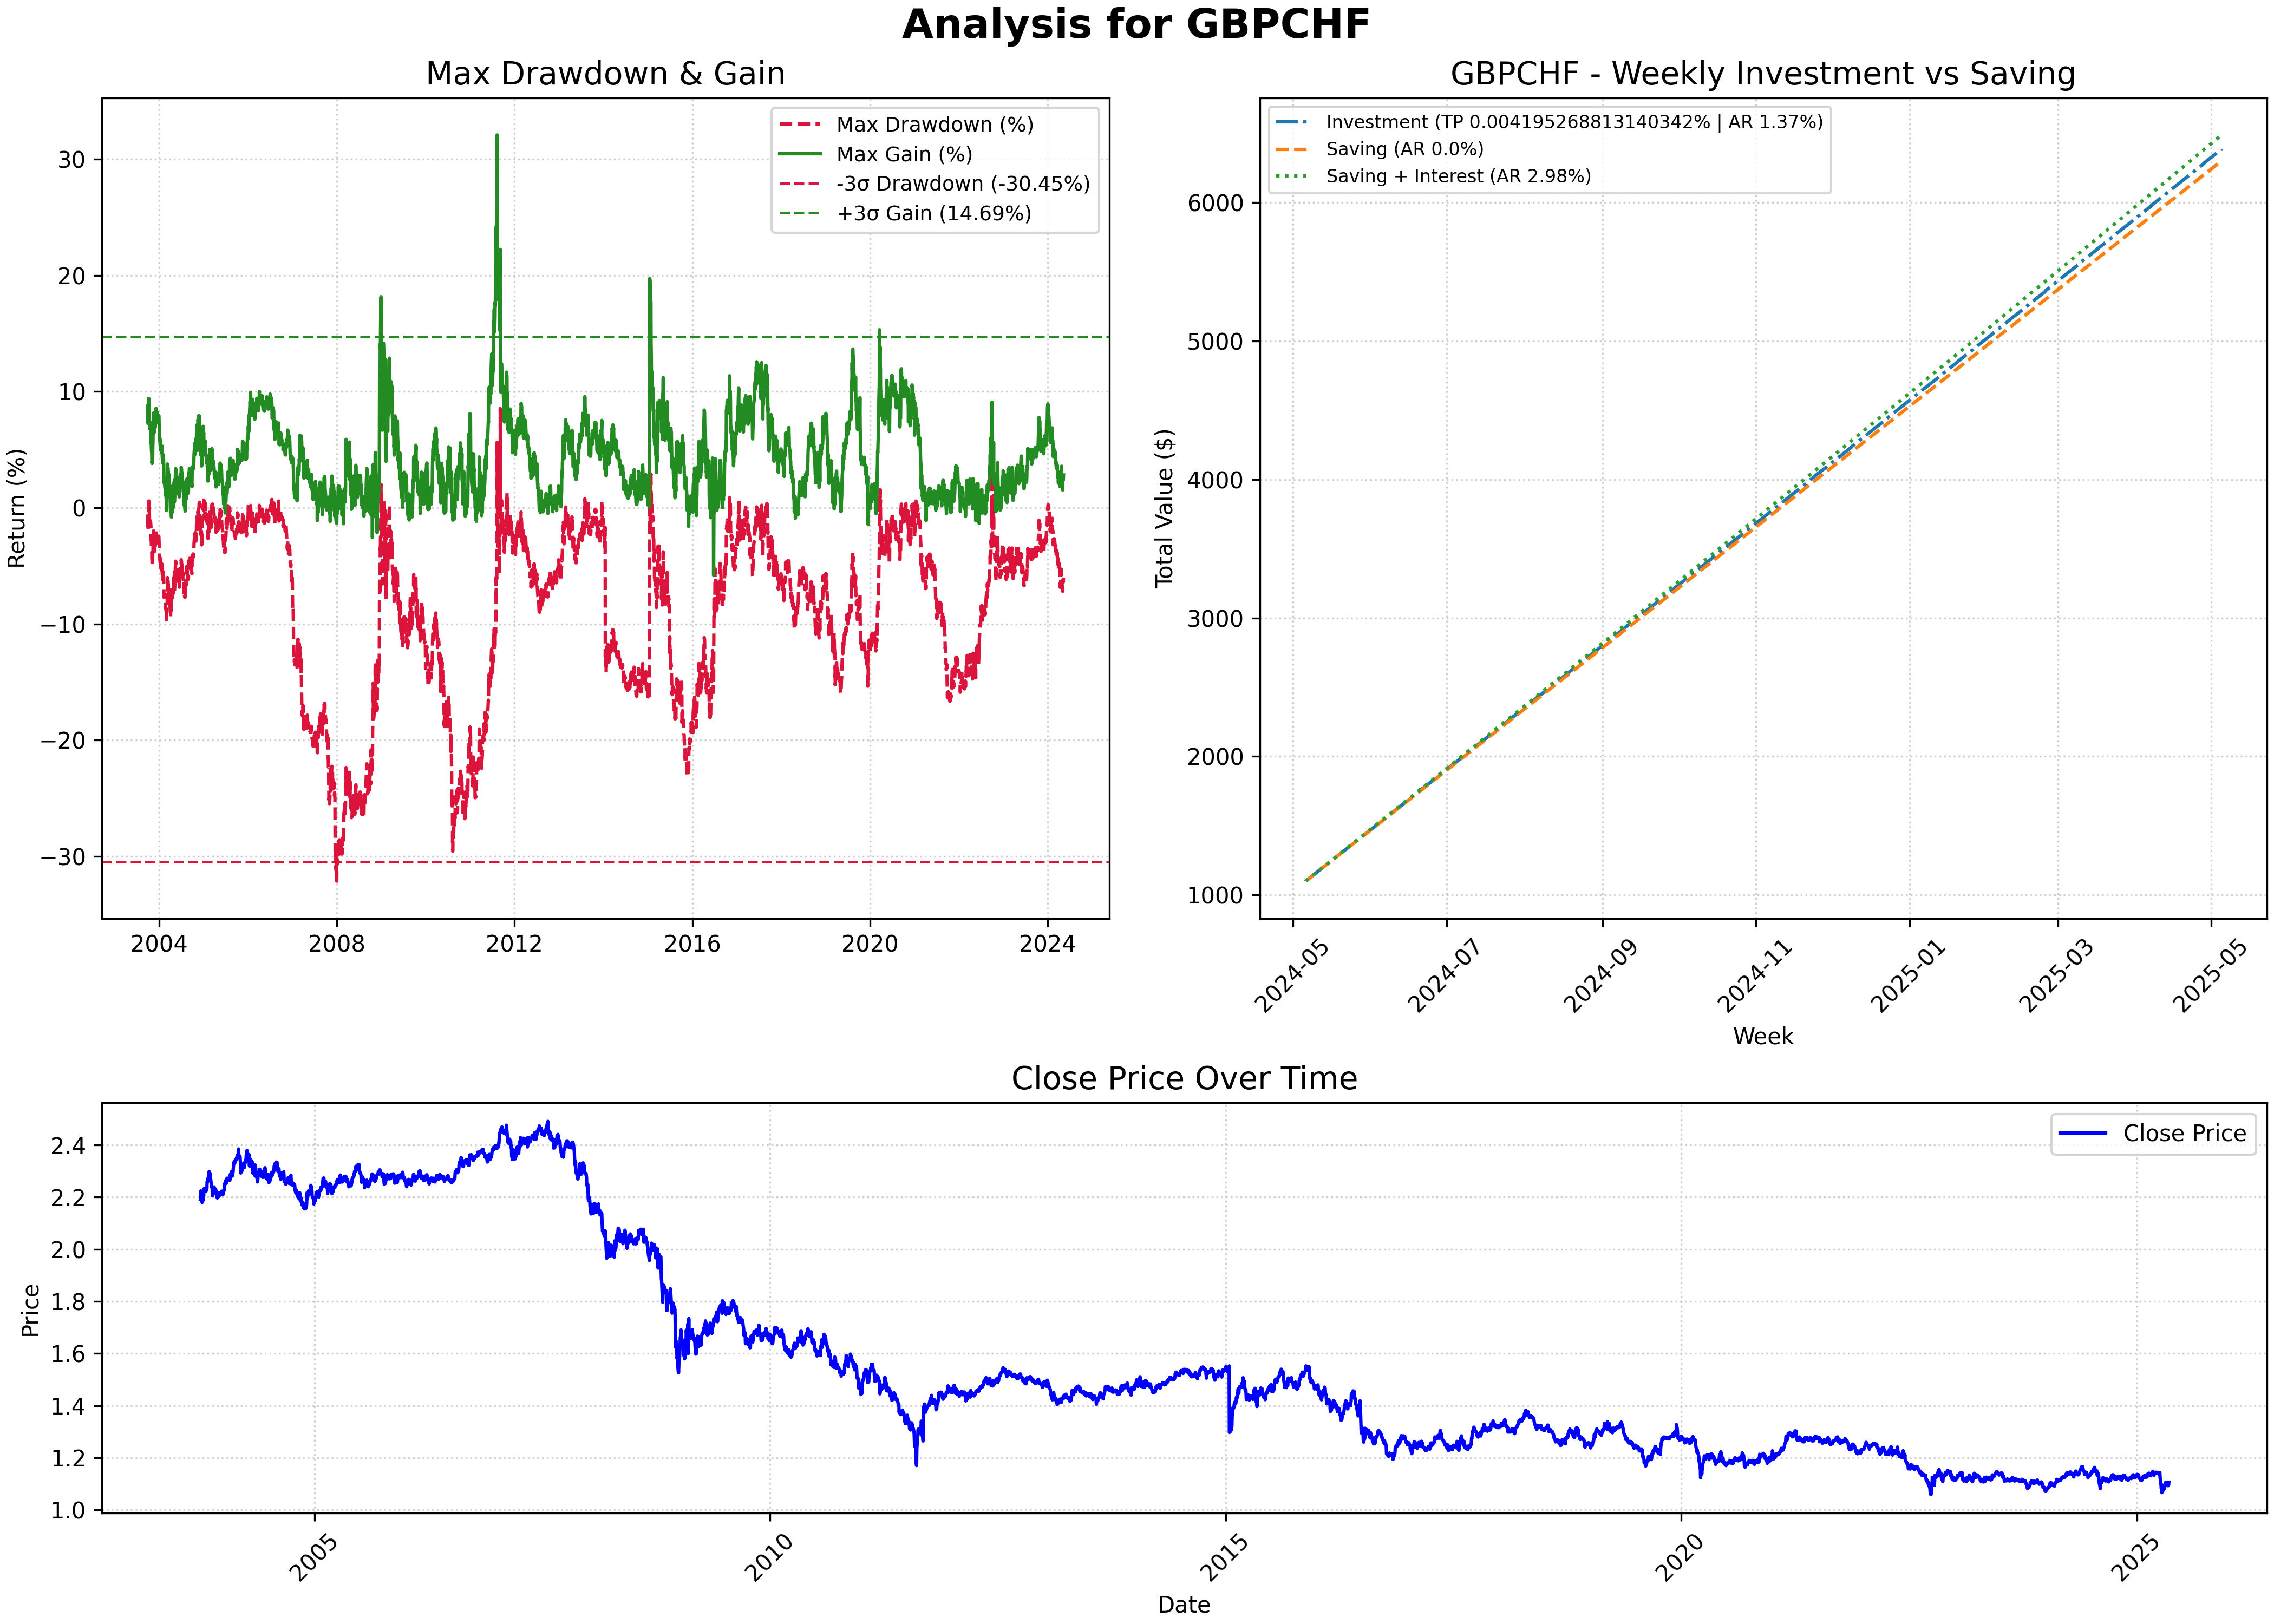 Analysis for GBPCHF
Max Drawdown & Gain
Return (%)
30
20
10
0
−10
−20
−30
Max Drawdown (%)
Max Gain (%)
-3σ Drawdown (-30.45%)
+3σ Gain (14.69%)
2004
2008
2012
2016
2020
2024
GBPCHF - Weekly Investment vs Saving
Total Value ($)
6000
5000
4000
3000
2000
1000
Investment (TP 0.004195268813140342% | AR 1.37%)
Saving (AR 0.0%)
Saving + Interest (AR 2.98%)
2024-05
2024-07
2024-09
2024-11
2025-01
2025-03
2025-05
Week
Close Price Over Time
Price
2.4
2.2
2.0
1.8
1.6
1.4
1.2
1.0
Close Price
2005
2010
2015
2020
2025
Date